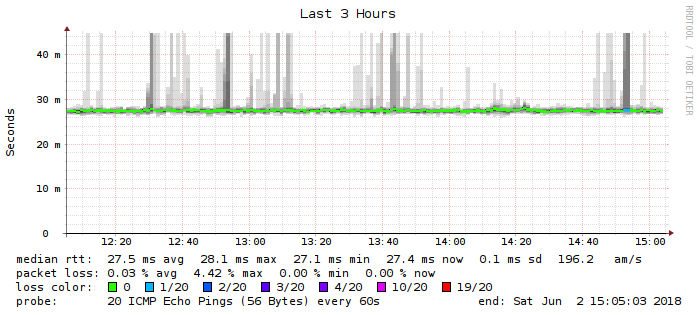 Last 3 Hours
RRDTOOL / TOBI OETIKER
Seconds
40 m
30 m
20 m
10 m
0
12:20 12:40 13:00 13:20 13:40 14:00 14:20 14:40 15:00
median rtt: 27.5 ms avg 28.1 ms max 27.1 ms min 27.4 ms now 0.1 ms sd 196.2 am/s
packet loss: 0.03 % avg 4.42 % max 0.00 % min 0.00 % now
loss color: 0 1/20 2/20 3/20 4/20 10/20 19/20
probe: 20 ICMP Echo Pings (56 Bytes) every 60s end: Sat Jun 2 15:05:03 2018